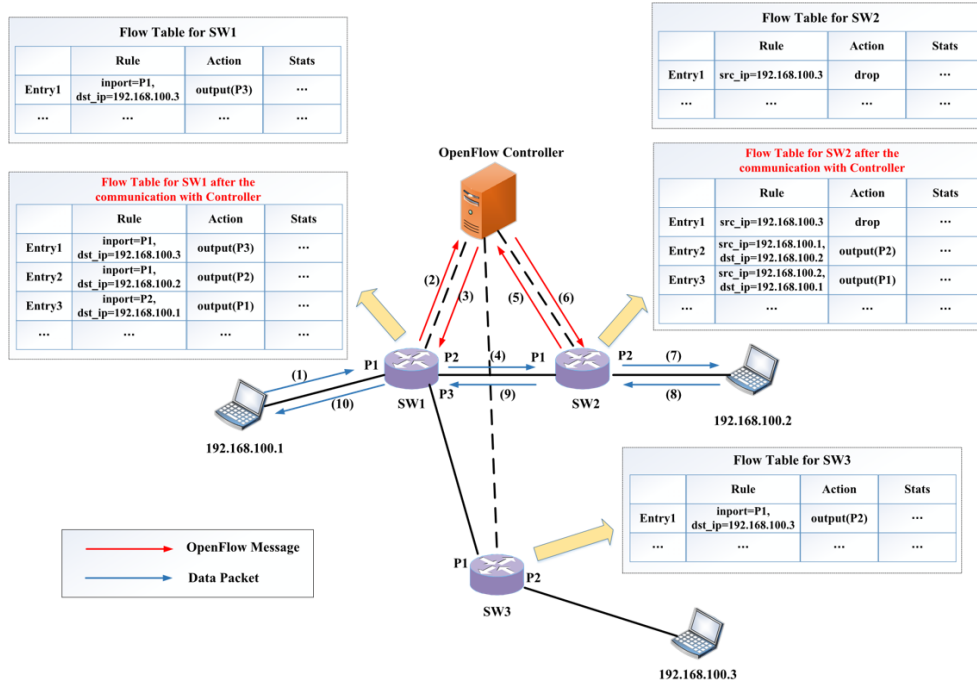 Flow Table for SW1
Rule Action Stats
Entry1 inport=P1, dst_ip=192.168.100.3 output(P3) ...
... ... ... ...
Flow Table for SW2
Rule Action Stats
Entry1 src_ip=192.168.100.3 drop ...
... ... ... ...
OpenFlow Controller
Flow Table for SW1 after the
communication with Controller
Rule Action Stats
Entry1 inport=P1, dst_ip=192.168.100.3 output(P3) ...
Entry2 inport=P1, dst_ip=192.168.100.2 output(P2) ...
Entry3 inport=P2, dst_ip=192.168.100.1 output(P1) ...
... ... ... ...
Flow Table for SW2 after the
communication with Controller
Rule Action Stats
Entry1 src_ip=192.168.100.3 drop ...
Entry2 src_ip=192.168.100.1, dst_ip=192.168.100.2 output(P2) ...
Entry3 src_ip=192.168.100.2, dst_ip=192.168.100.1 output(P1) ...
... ... ... ...
(2) (3) (5) (6)
(1) P1 P2 (4) P1 P2 (7)
(10) P3 (9) (8)
SW1 SW2
192.168.100.1
192.168.100.2
Flow Table for SW3
Rule Action Stats
Entry1 inport=P1, dst_ip=192.168.100.3 output(P2) ...
... ... ... ...
OpenFlow Message
Data Packet
P1 P2
SW3
192.168.100.3